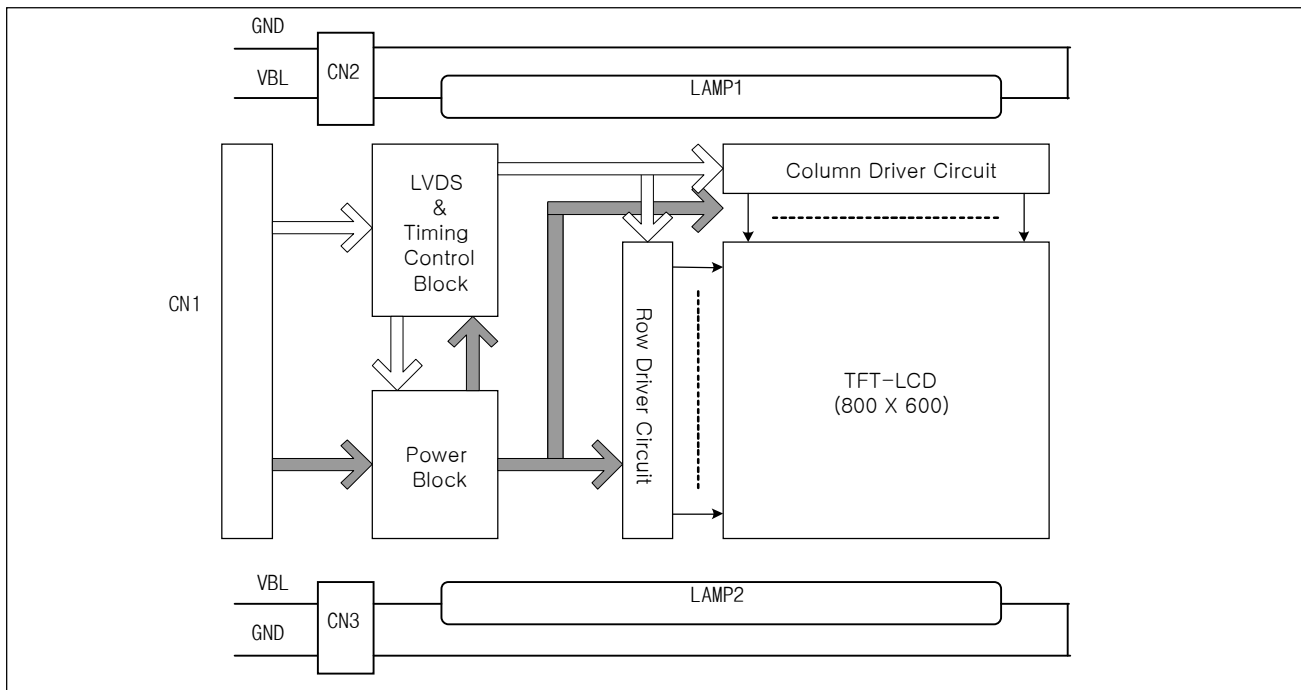 GND
CN2
VBL
LAMP1
LVDS
&
Timing
Control
Block
Column Driver Circuit
CN1
Row Driver Circuit
TFT-LCD
(800 X 600)
Power
Block
VBL
LAMP2
CN3
GND